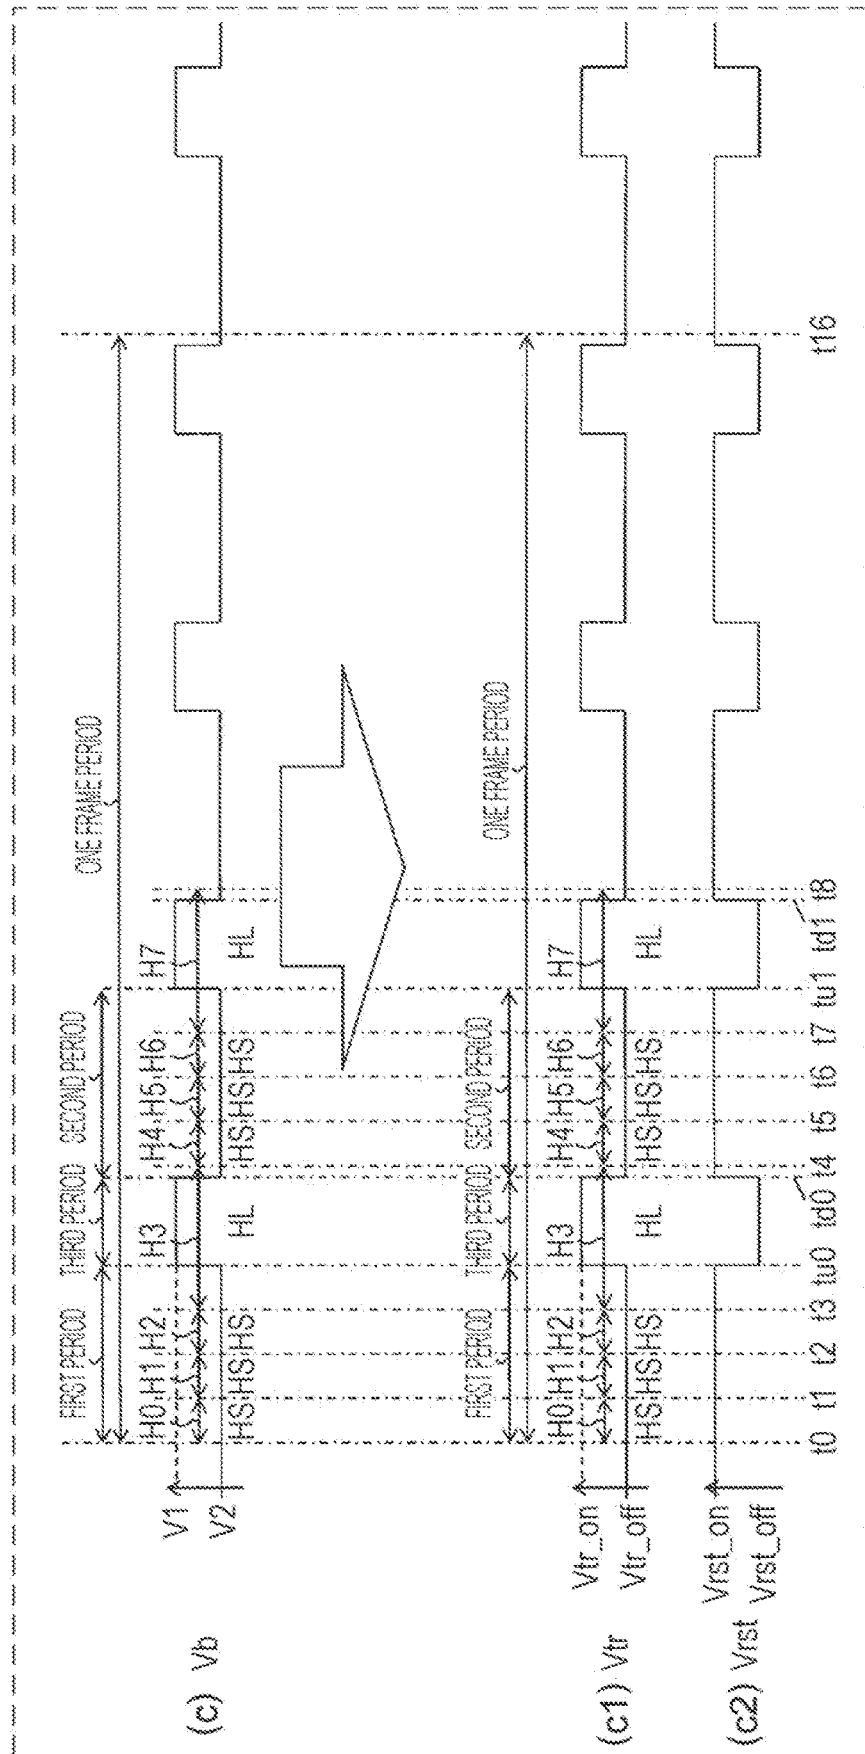 (c) Vb
V1
V2
FIRST PERIOD
THIRD PERIOD
SECOND PERIOD
ONE FRAME PERIOD
H0 H1 H2 H3 H4 H5 H6 H7
HS HS HS HL HS HS HS HL
(c1) Vtr
Vtr_on
Vtr_off
FIRST PERIOD
THIRD PERIOD
SECOND PERIOD
ONE FRAME PERIOD
H0 H1 H2 H3 H4 H5 H6 H7
HS HS HS HL HS HS HS HL
(c2) Vrst
Vrst_on
Vrst_off
t0 t1 t2 t3 tu0 td0 t4 t5 t6 t7 tu1 td1 t8 t16